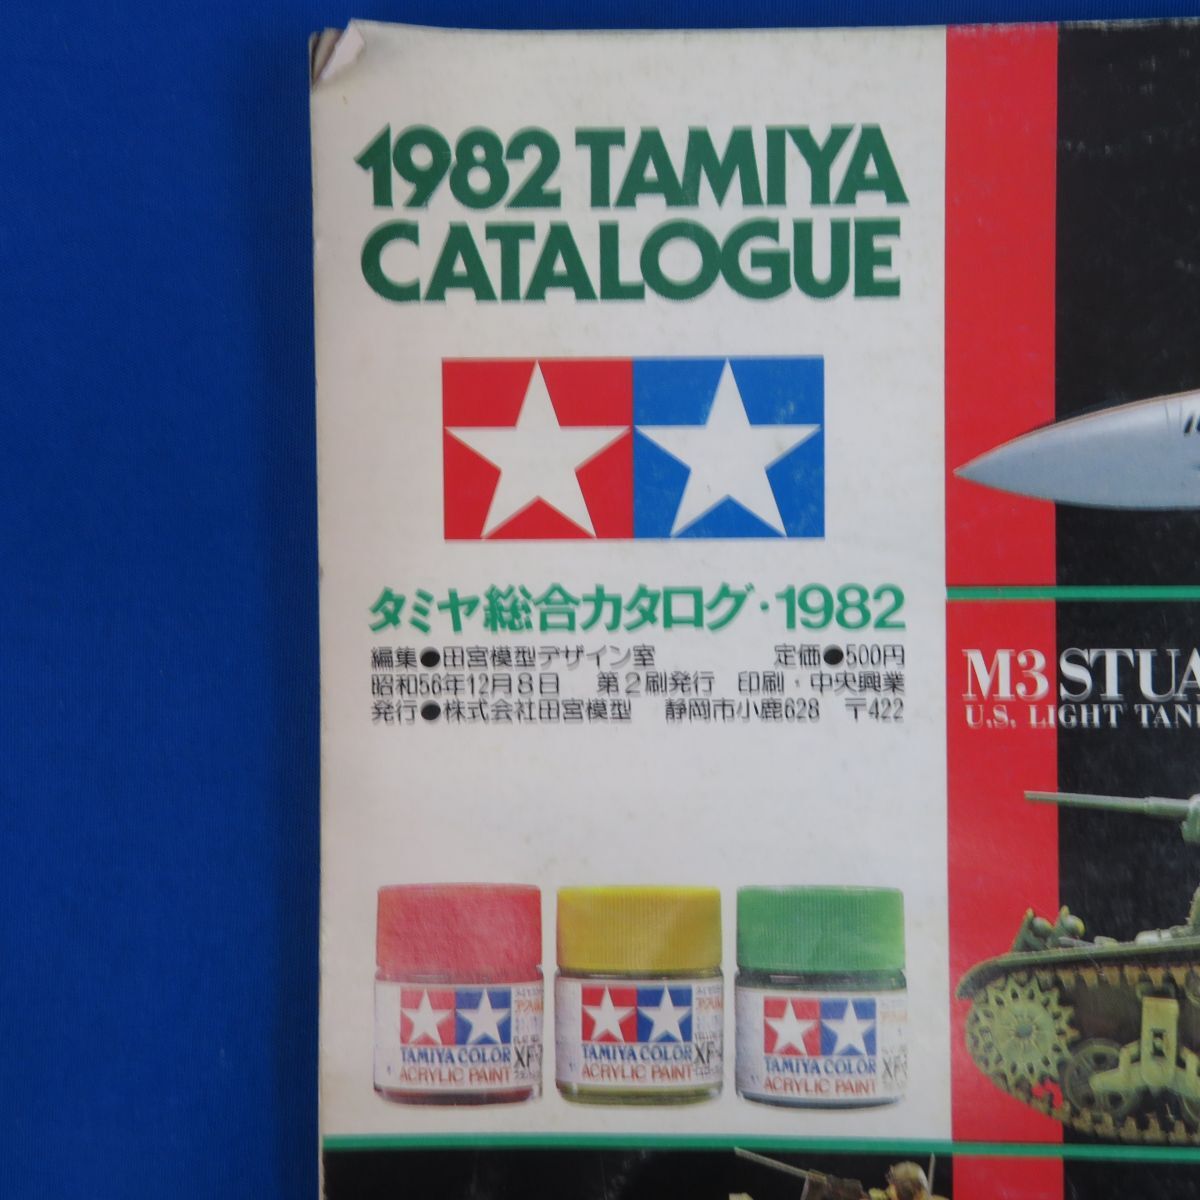 1982 TAMIYA
CATALOGUE
タミヤ総合カタログ・1982
編集●田宮模型デザイン室 定価●500円
昭和56年12月8日 第2刷発行 印刷・中央興業
発行●株式会社田宮模型 静岡市小鹿628 〒422
M3 STUA
U.S. LIGHT TAN
TAMIYA COLOR
ACRYLIC PAINT
TAMIYA COLOR
ACRYLIC PAINT
TAMIYA COLOR
ACRYLIC PAINT